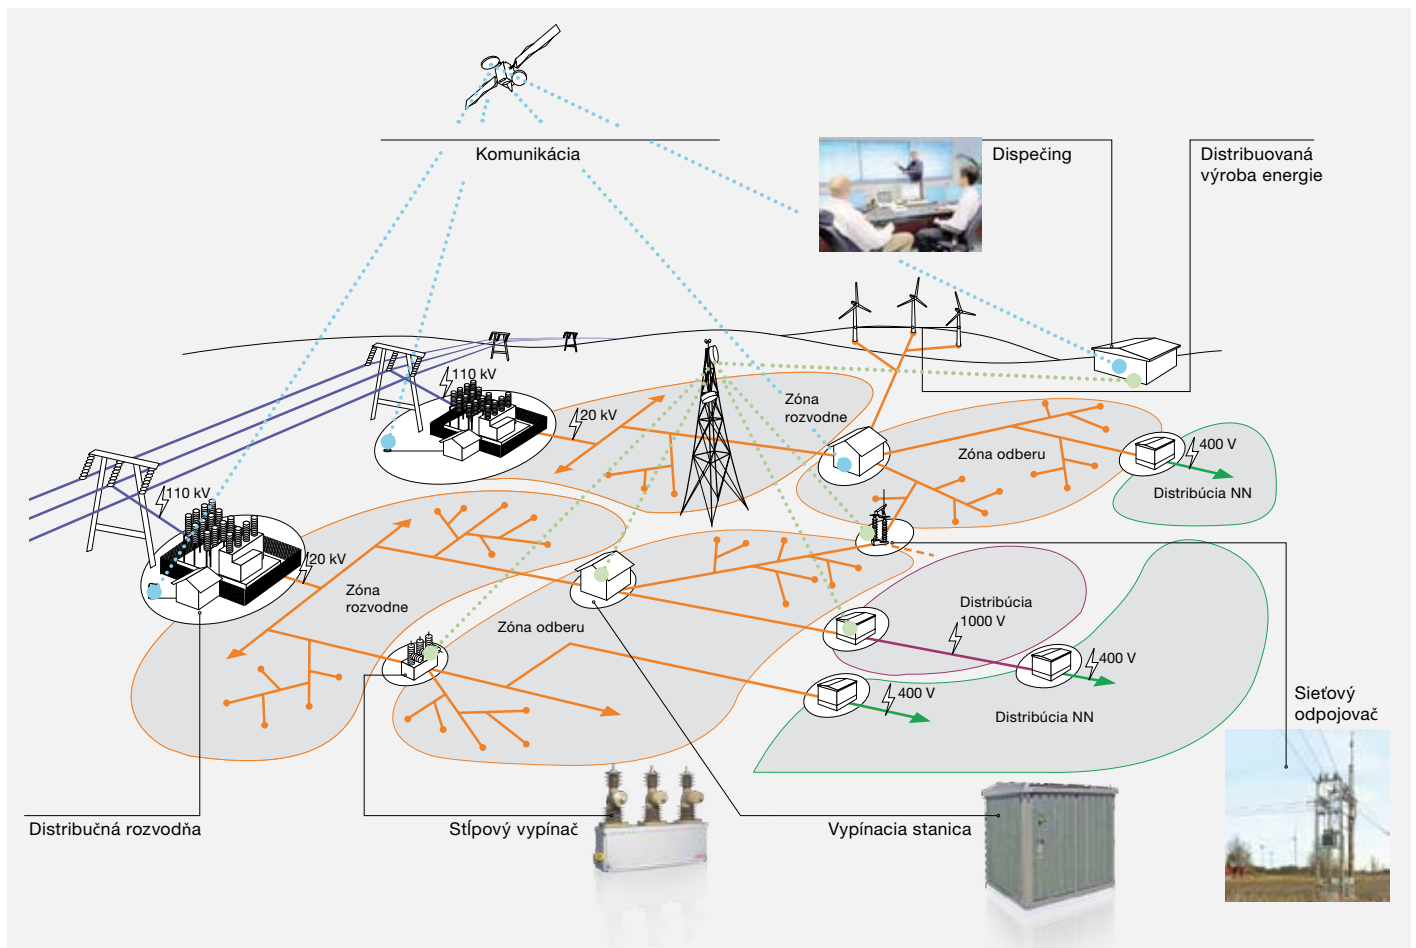 Komunikácia
Dispečing
Distribuovaná
výroba energie
110 kV
20 kV
Zóna
rozvodne
Zóna odberu
400 V
Distribúcia NN
110 kV
20 kV
Zóna
rozvodne
Zóna odberu
Distribúcia
1000 V
400 V
400 V
Distribúcia NN
Sieťový
odpojovač
Distribučná rozvodňa
Stĺpový vypínač
Vypínacia stanica